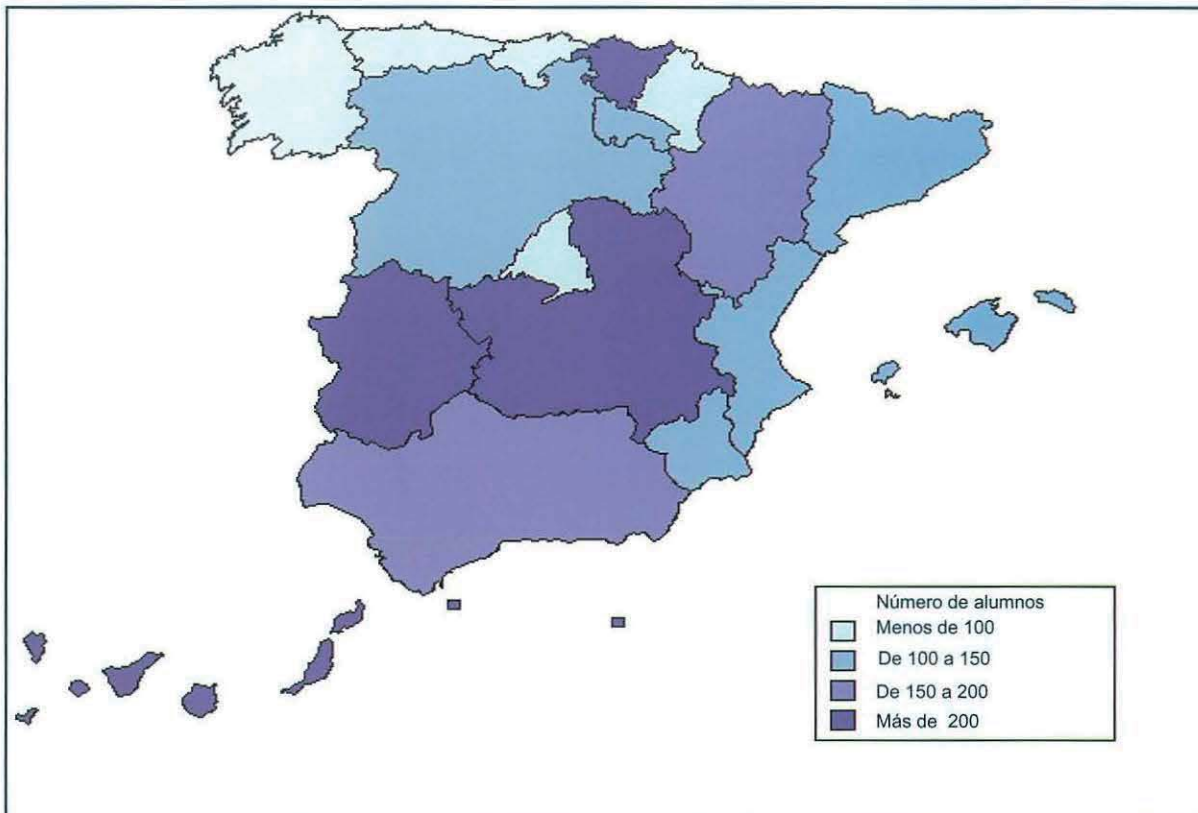 Número de alumnos
Menos de 100
De 100 a 150
De 150 a 200
Más de 200